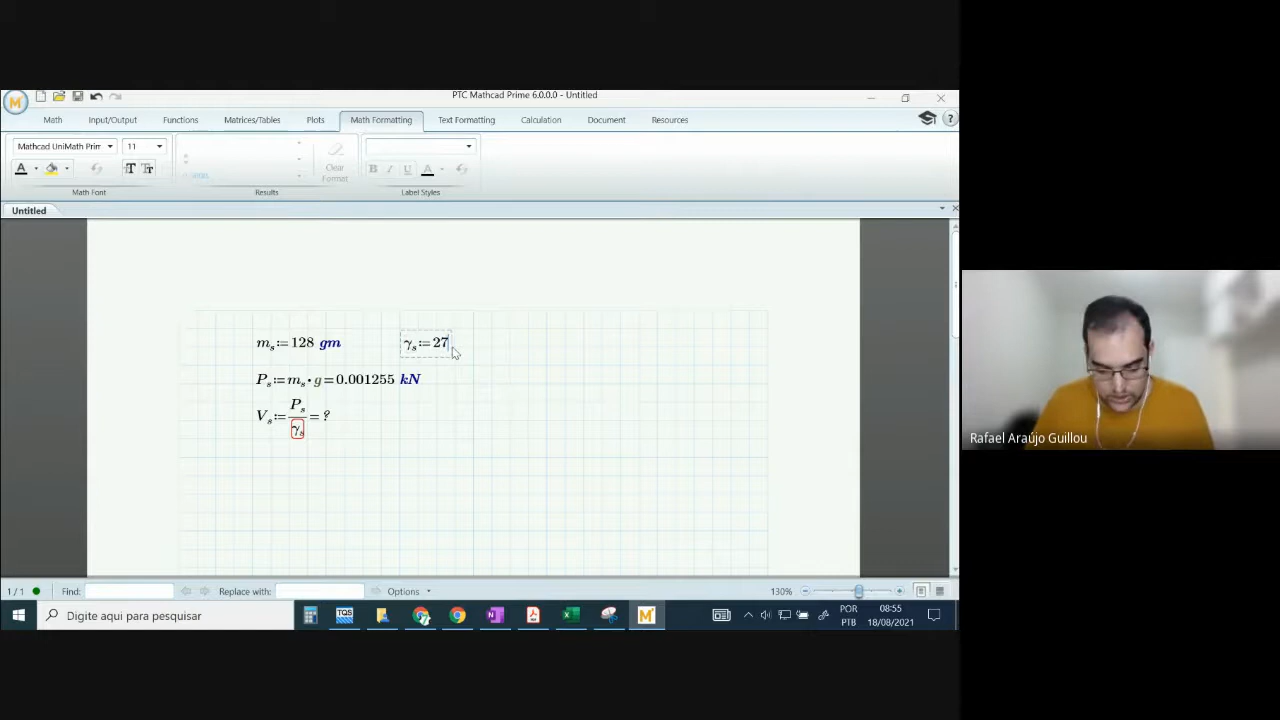 PTC Mathcad Prime 6.0.0.0 - Untitled
Math Input/Output Functions Matrices/Tables Plots Math Formatting Text Formatting Calculation Document Resources
Mathcad UniMath Prim 11
Clear
Format
Math Font Results Label Styles
Untitled
mₛ:=128 gm γₛ:=27
Pₛ:=mₛ•g=0.001255 kN
Vₛ:=Pₛ/γₛ=?
Rafael Araújo Guillou
1 / 1 Find: Replace with: Options 130%
Digite aqui para pesquisar
TQS
POR
PTB
08:55
18/08/2021